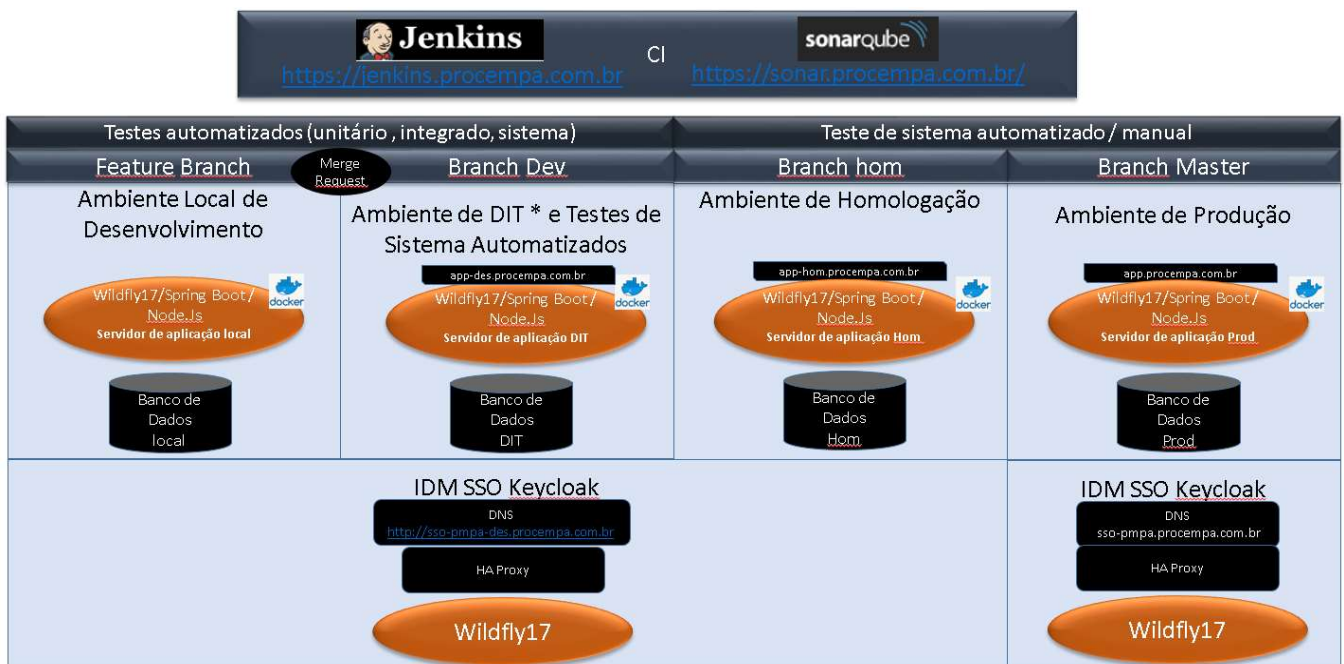 Jenkins
https://jenkins.procempa.com.br
CI
sonarqube
https://sonar.procempa.com.br/
Testes automatizados (unitário , integrado, sistema)
Teste de sistema automatizado / manual
Feature Branch
Merge
Request
Branch Dev
Branch hom
Branch Master
Ambiente Local de
Desenvolvimento
Wildfly17/Spring Boot/
Node.Js
Servidor de aplicação local
docker
Banco de
Dados
local
Ambiente de DIT * e Testes de
Sistema Automatizados
app-des.procempa.com.br
Wildfly17/Spring Boot/
Node.Js
Servidor de aplicação DIT
docker
Banco de
Dados
DIT
Ambiente de Homologação
app-hom.procempa.com.br
Wildfly17/Spring Boot/
Node.Js
Servidor de aplicação Hom
docker
Banco de
Dados
Hom
Ambiente de Produção
app.procempa.com.br
Wildfly17/Spring Boot/
Node.Js
Servidor de aplicação Prod
docker
Banco de
Dados
Prod
IDM SSO Keycloak
DNS
http://sso-pmpa-des.procempa.com.br
HA Proxy
Wildfly17
IDM SSO Keycloak
DNS
sso-pmpa.procempa.com.br
HA Proxy
Wildfly17